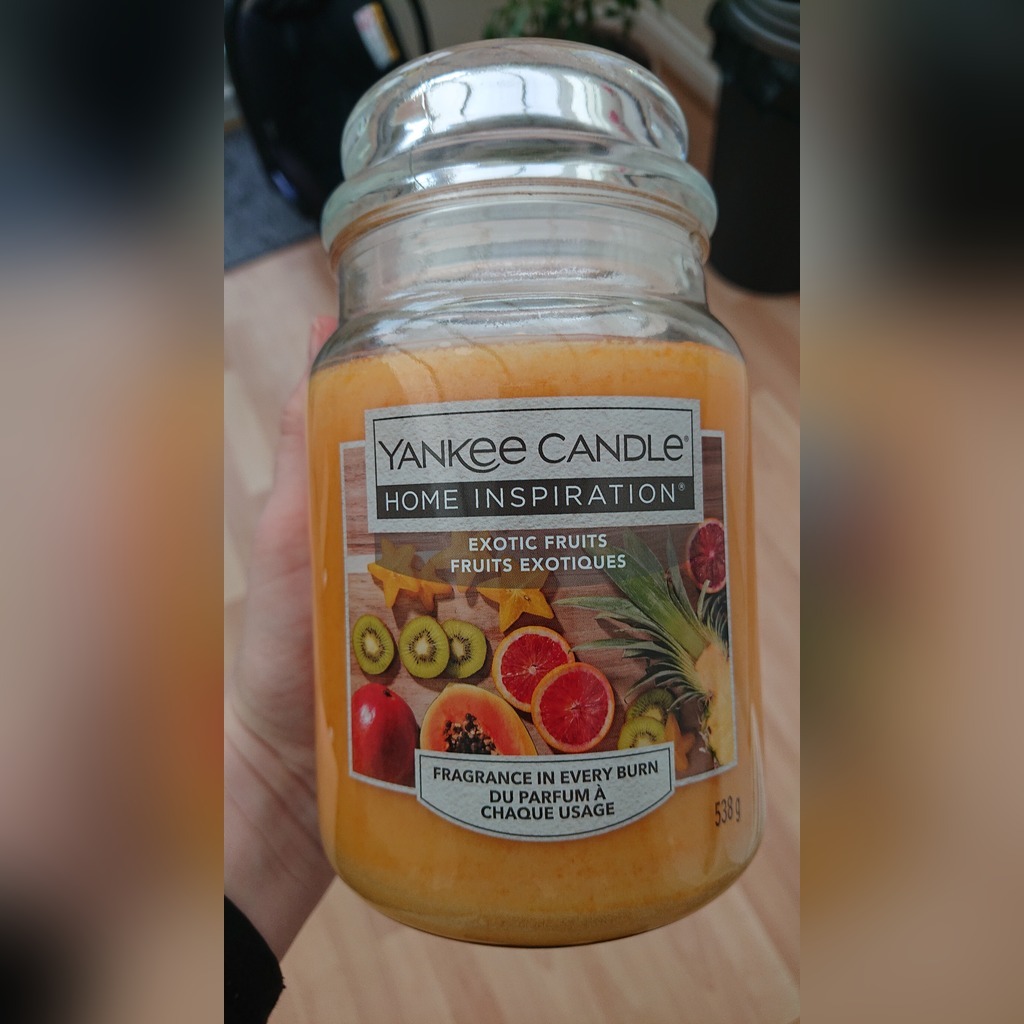 YANKEE CANDLE®
HOME INSPIRATION®
EXOTIC FRUITS
FRUITS EXOTIQUES
FRAGRANCE IN EVERY BURN
DU PARFUM À
CHAQUE USAGE
538 g